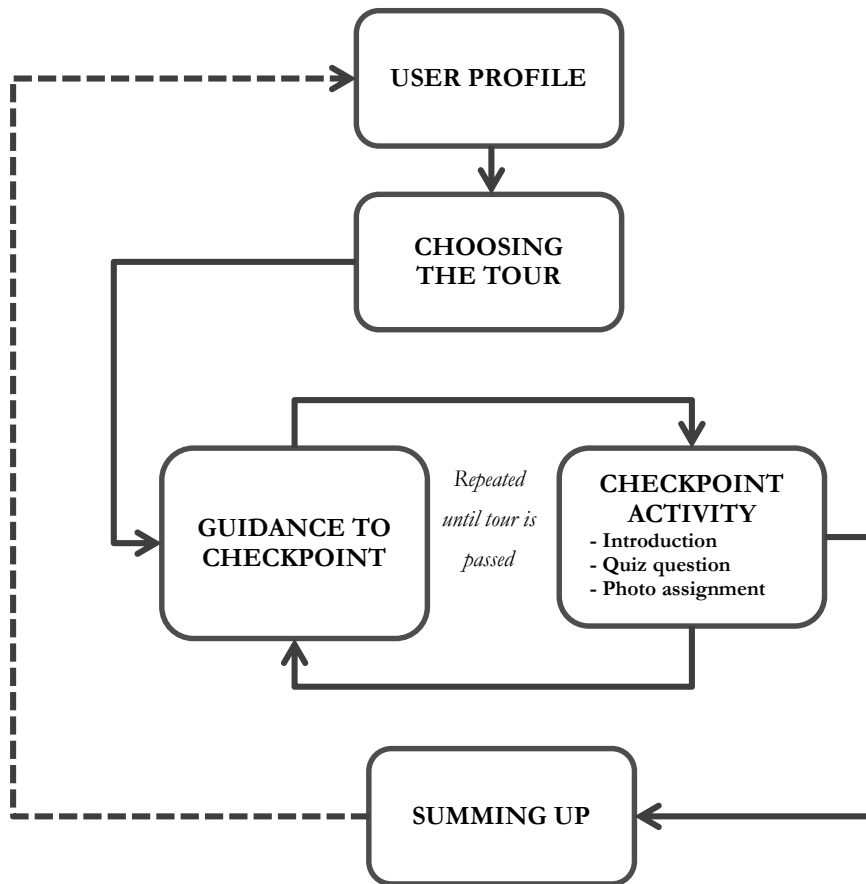 USER PROFILE
CHOOSING
THE TOUR
GUIDANCE TO
CHECKPOINT
Repeated
until tour is
passed
CHECKPOINT
ACTIVITY
- Introduction
- Quiz question
- Photo assignment
SUMMING UP